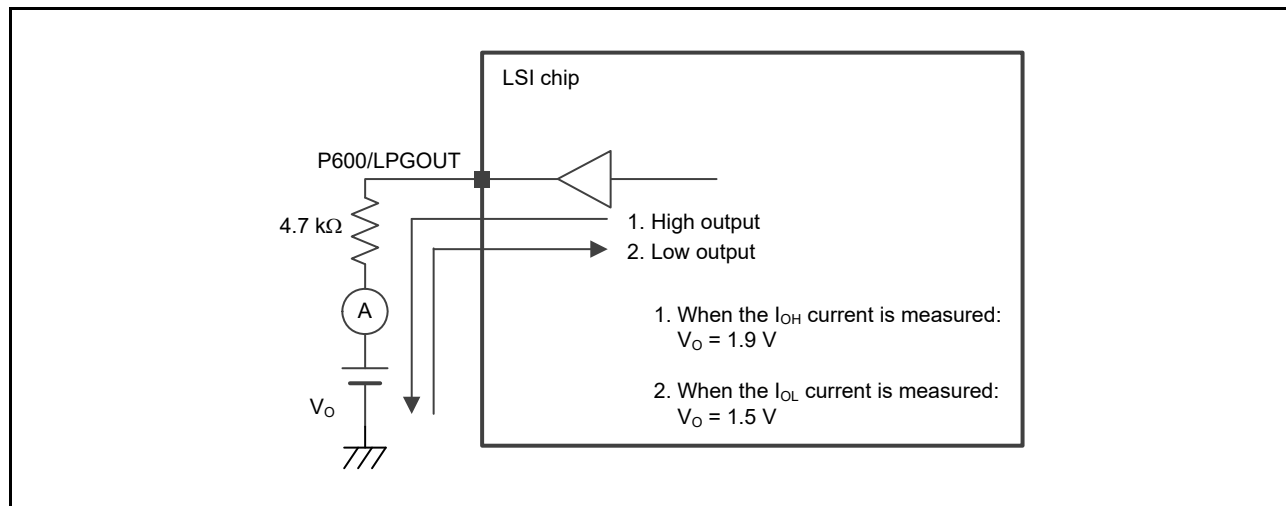 LSI chip
P600/LPGOUT
4.7 kΩ
1. High output
2. Low output
A
1. When the IOH current is measured:
VO = 1.9 V
2. When the IOL current is measured:
VO = 1.5 V
VO